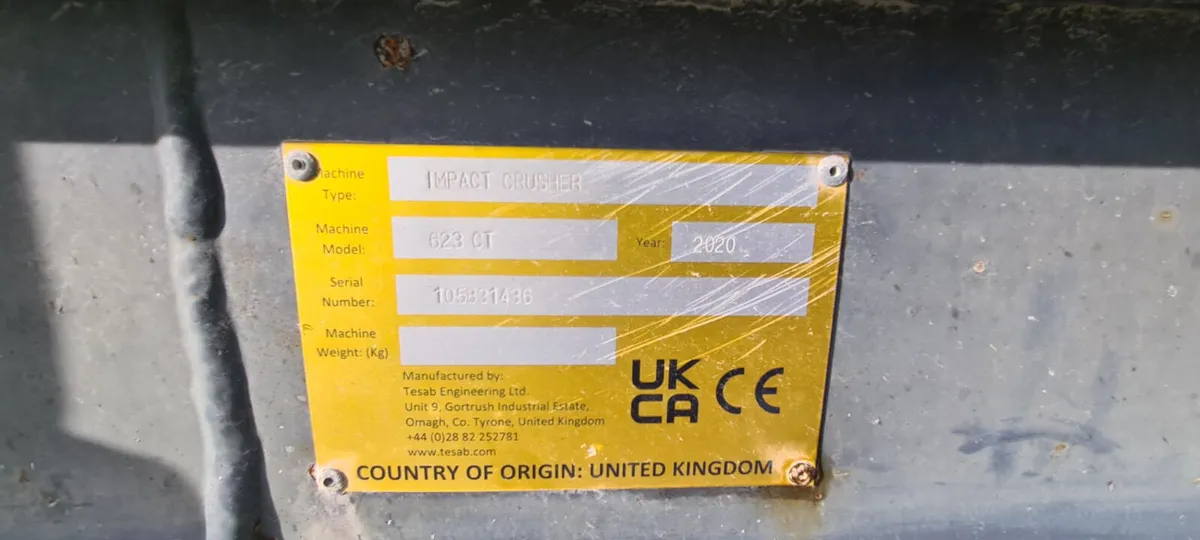 Machine Type: IMPACT CRUSHER
Machine Model: 623 CT Year: 2020
Serial Number:
Machine Weight: (Kg)
Manufactured by:
Tesab Engineering Ltd.
Unit 9, Gortrush Industrial Estate,
Omagh, Co. Tyrone, United Kingdom
+44 (0)28 82 252781
www.tesab.com
UK
CA CE
COUNTRY OF ORIGIN: UNITED KINGDOM